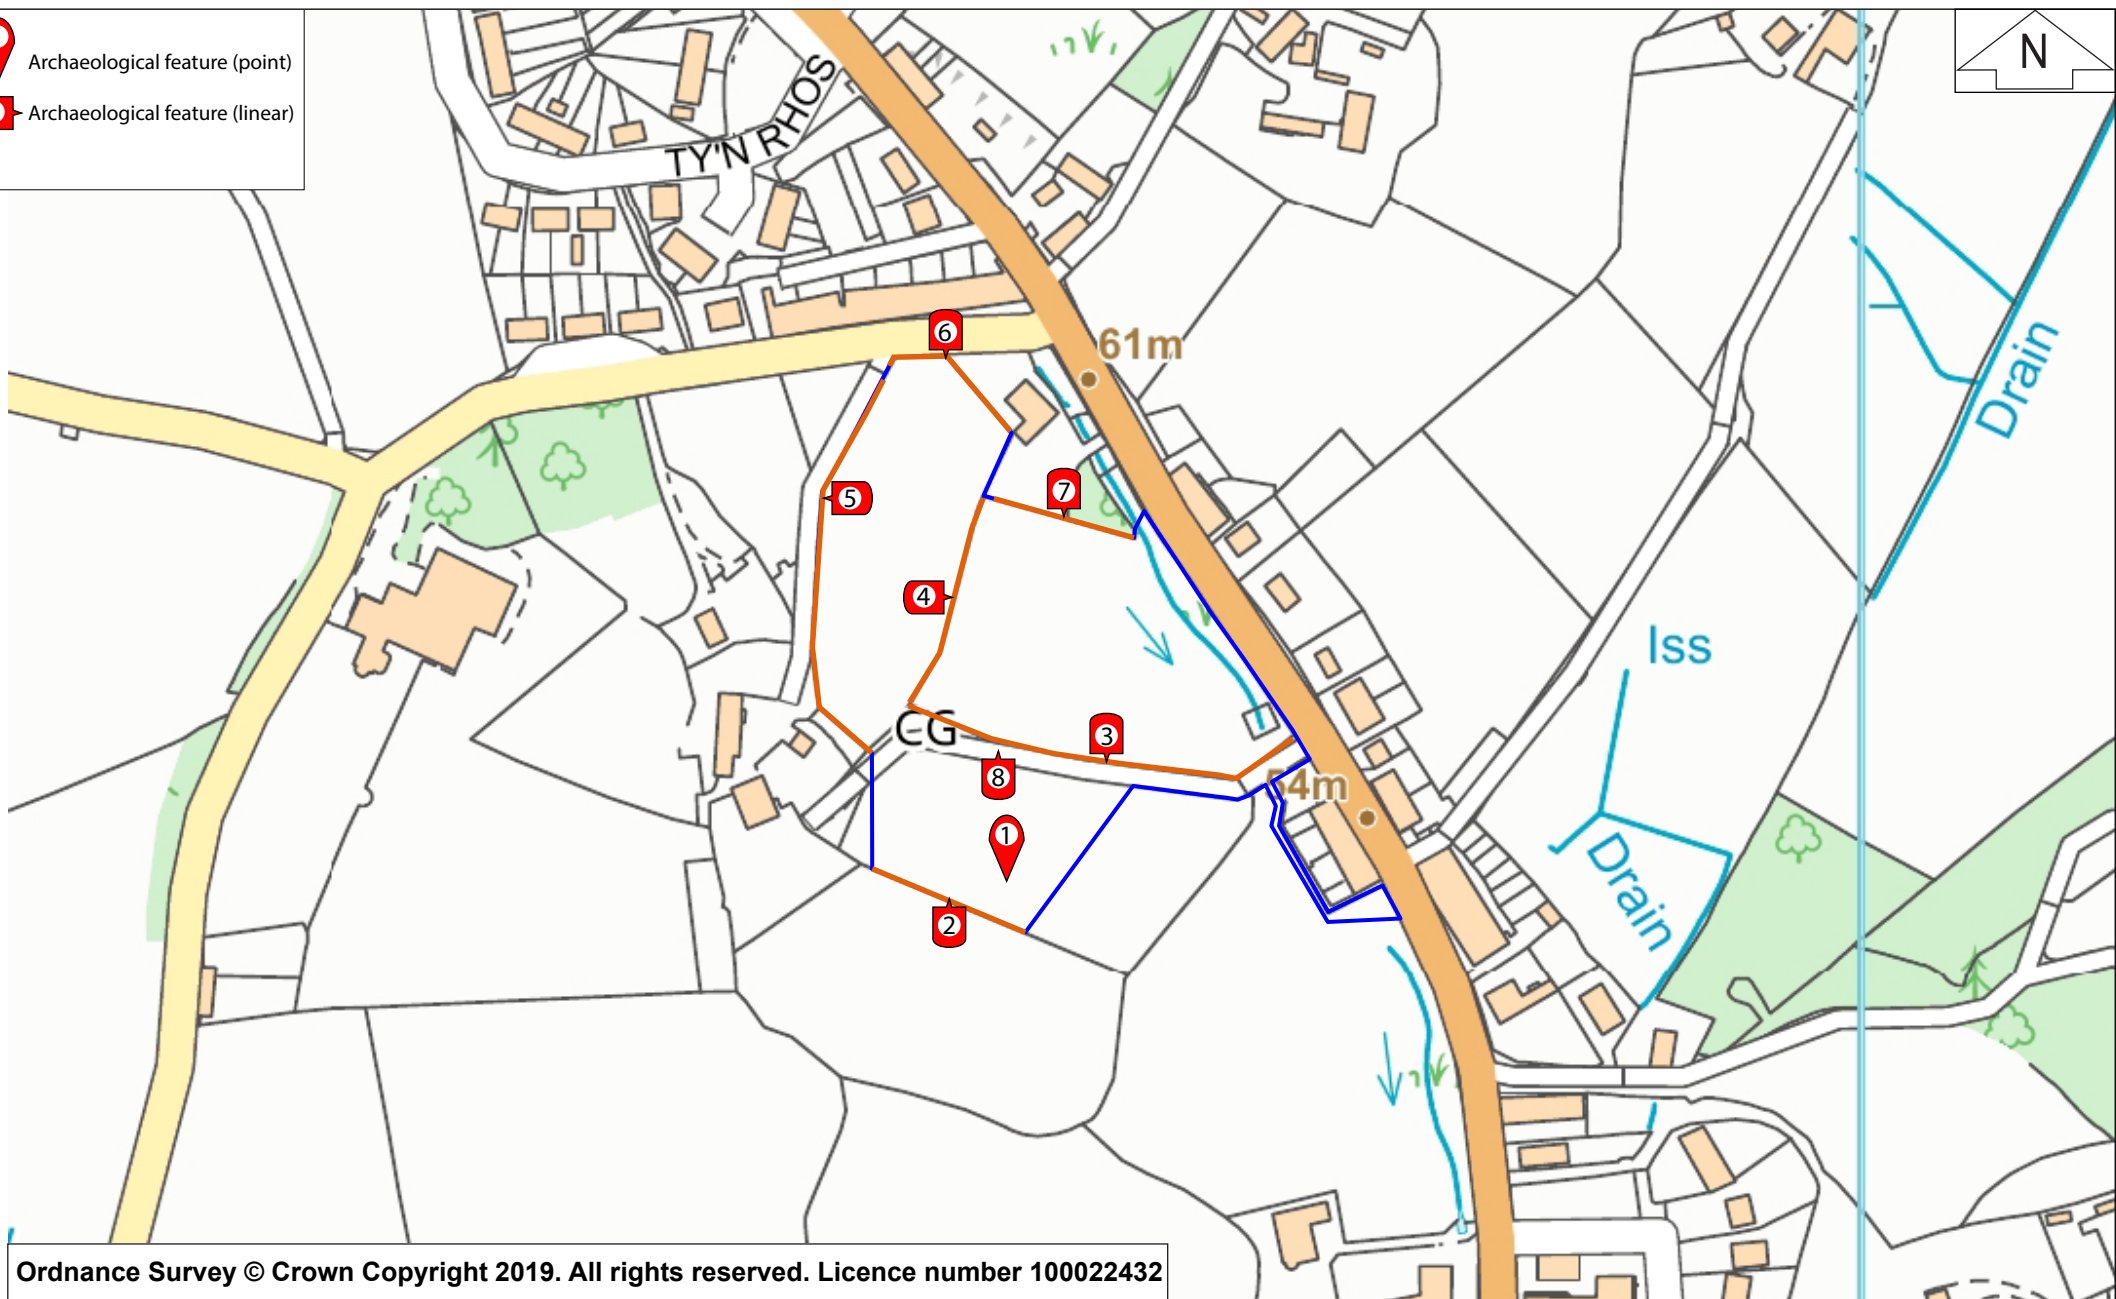 Archaeological feature (point)
Archaeological feature (linear)
N
TY'N RHOS
61m
6
5
7
4
CG
3
8
54m
1
2
Iss
Drain
Drain
Ordnance Survey © Crown Copyright 2019. All rights reserved. Licence number 100022432